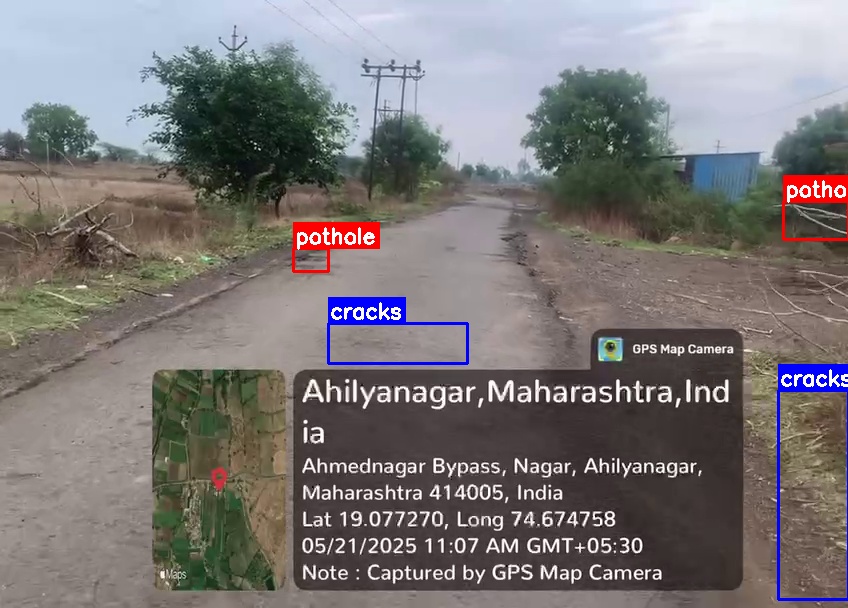 potho
pothole
cracks
GPS Map Camera
cracks
Ahilyanagar,Maharashtra,Ind
ia
Ahmednagar Bypass, Nagar, Ahilyanagar,
Maharashtra 414005, India
Lat 19.077270, Long 74.674758
05/21/2025 11:07 AM GMT+05:30
Note : Captured by GPS Map Camera
Maps